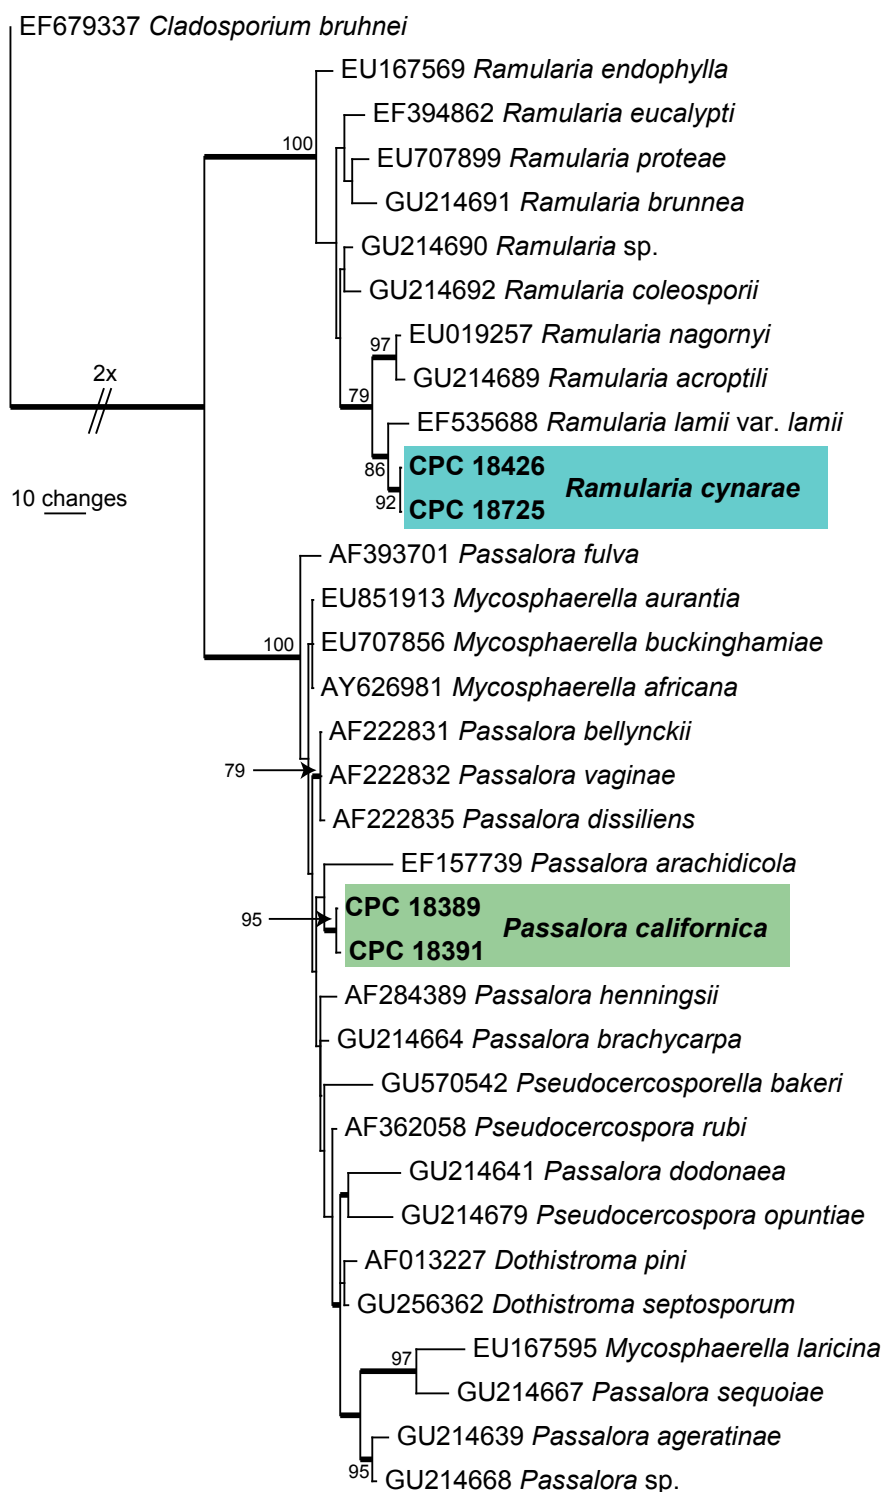 EF679337 Cladosporium bruhnei
EU167569 Ramularia endophylla
EF394862 Ramularia eucalypti
100
EU707899 Ramularia proteae
GU214691 Ramularia brunnea
GU214690 Ramularia sp.
GU214692 Ramularia coleosporii
EU019257 Ramularia nagornyi
97
2x
GU214689 Ramularia acroptili
79
EF535688 Ramularia lamii var. lamii
CPC 18426
86
Ramularia cynarae
10 changes
92
CPC 18725
AF393701 Passalora fulva
EU851913 Mycosphaerella aurantia
100
EU707856 Mycosphaerella buckinghamiae
AY626981 Mycosphaerella africana
AF222831 Passalora bellynckii
79
AF222832 Passalora vaginae
AF222835 Passalora dissiliens
EF157739 Passalora arachidicola
CPC 18389
95
Passalora californica
CPC 18391
AF284389 Passalora henningsii
GU214664 Passalora brachycarpa
GU570542 Pseudocercosporella bakeri
AF362058 Pseudocercospora rubi
GU214641 Passalora dodonaea
GU214679 Pseudocercospora opuntiae
AF013227 Dothistroma pini
GU256362 Dothistroma septosporum
EU167595 Mycosphaerella laricina
97
GU214667 Passalora sequoiae
GU214639 Passalora ageratinae
95
GU214668 Passalora sp.